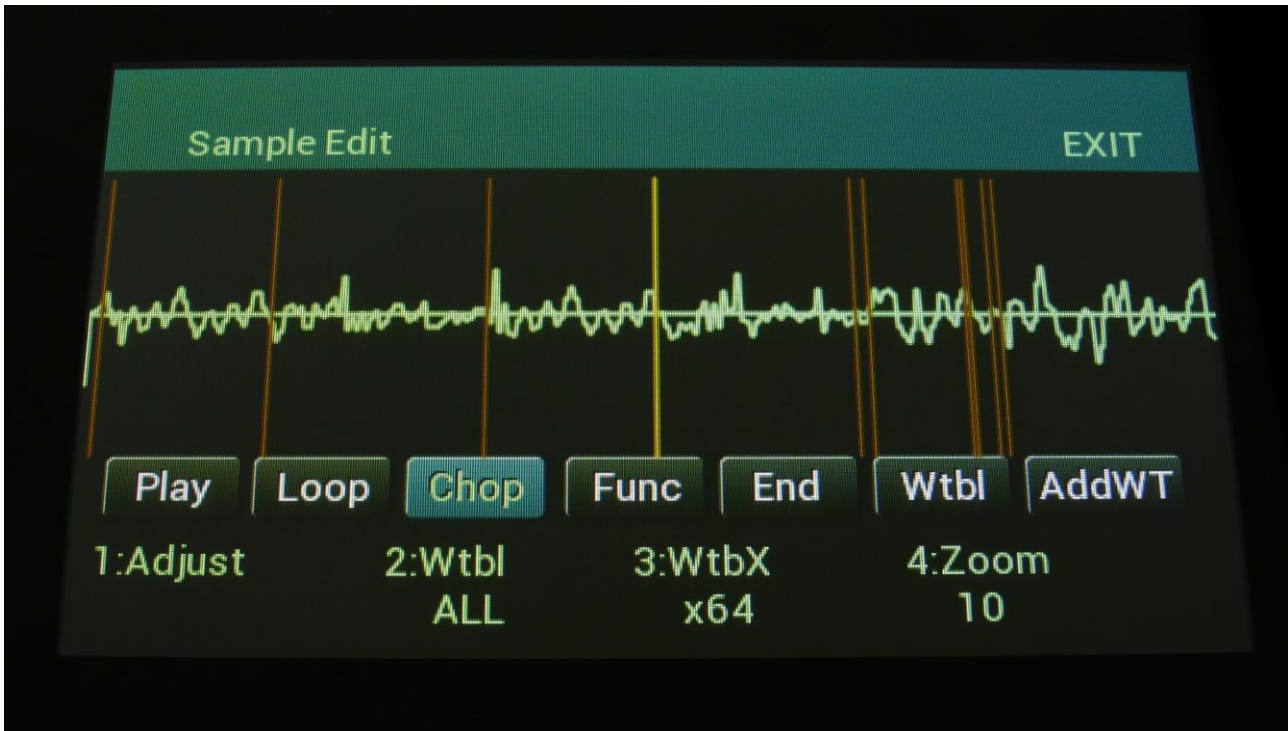 Sample Edit EXIT
Play Loop Chop Func End Wtbl AddWT
1:Adjust 2:Wtbl 3:WtbX 4:Zoom
ALL x64 10